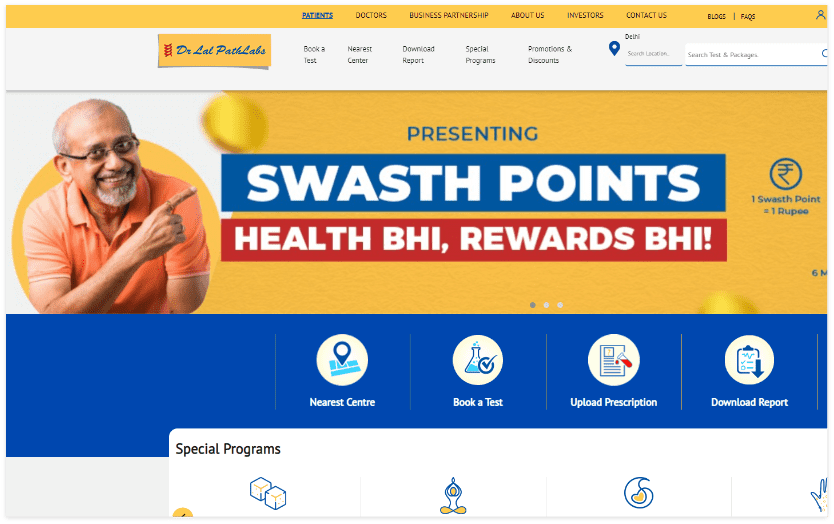 PATIENTS DOCTORS BUSINESS PARTNERSHIP ABOUT US INVESTORS CONTACT US BLOGS | FAQS
Dr Lal PathLabs
Book a Test
Nearest Center
Download Report
Special Programs
Promotions & Discounts
Delhi
Search Location..
Search Test & Packages.
PRESENTING
SWASTH POINTS
HEALTH BHI, REWARDS BHI!
₹
1 Swasth Point
= 1 Rupee
6 M
Nearest Centre
Book a Test
Upload Prescription
Download Report
Special Programs